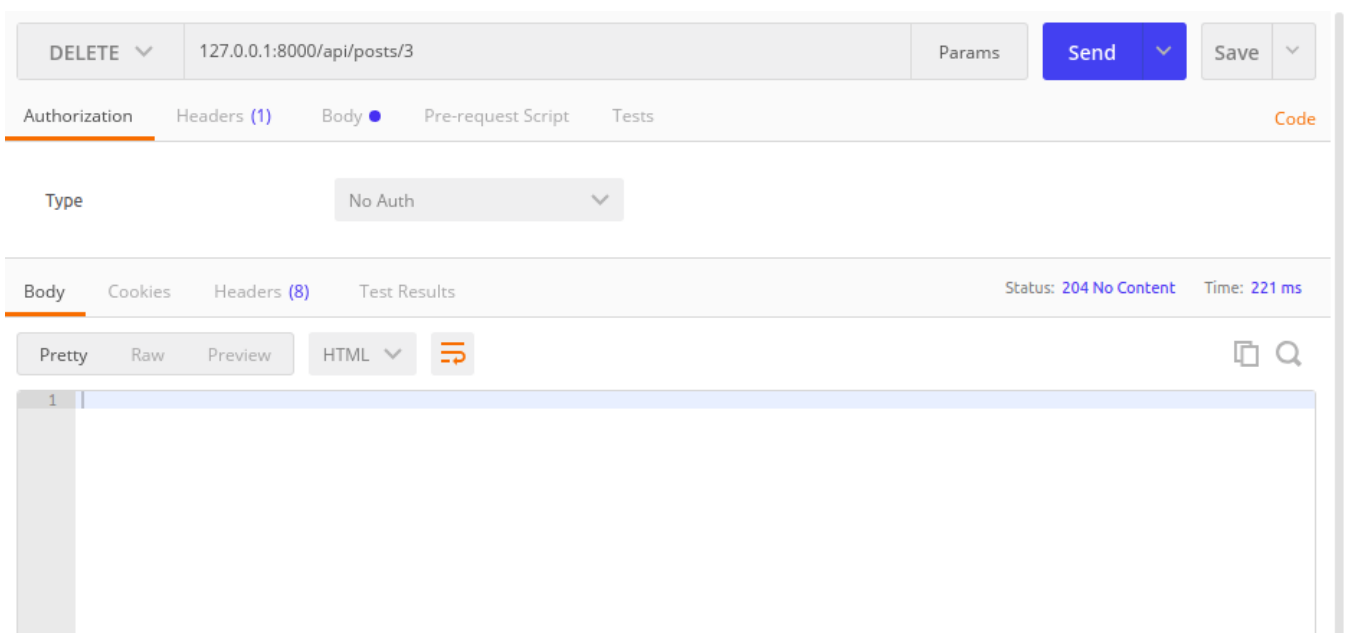 DELETE 127.0.0.1:8000/api/posts/3 Params Send Save
Authorization Headers (1) Body Pre-request Script Tests Code
Type No Auth
Body Cookies Headers (8) Test Results Status: 204 No Content Time: 221 ms
Pretty Raw Preview HTML
1